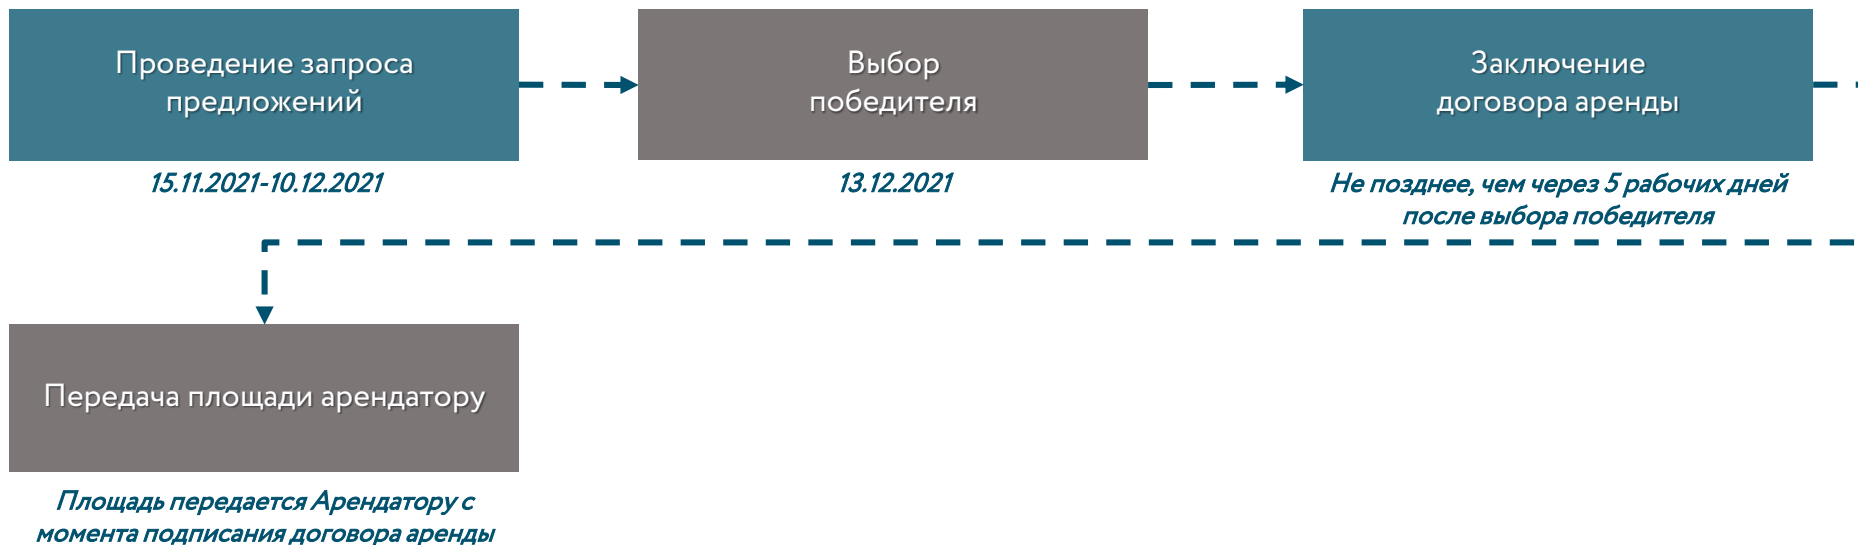 Проведение запроса
предложений
15.11.2021-10.12.2021
Выбор
победителя
13.12.2021
Заключение
договора аренды
Не позднее, чем через 5 рабочих дней
после выбора победителя
Передача площади арендатору
Площадь передается Арендатору с
момента подписания договора аренды